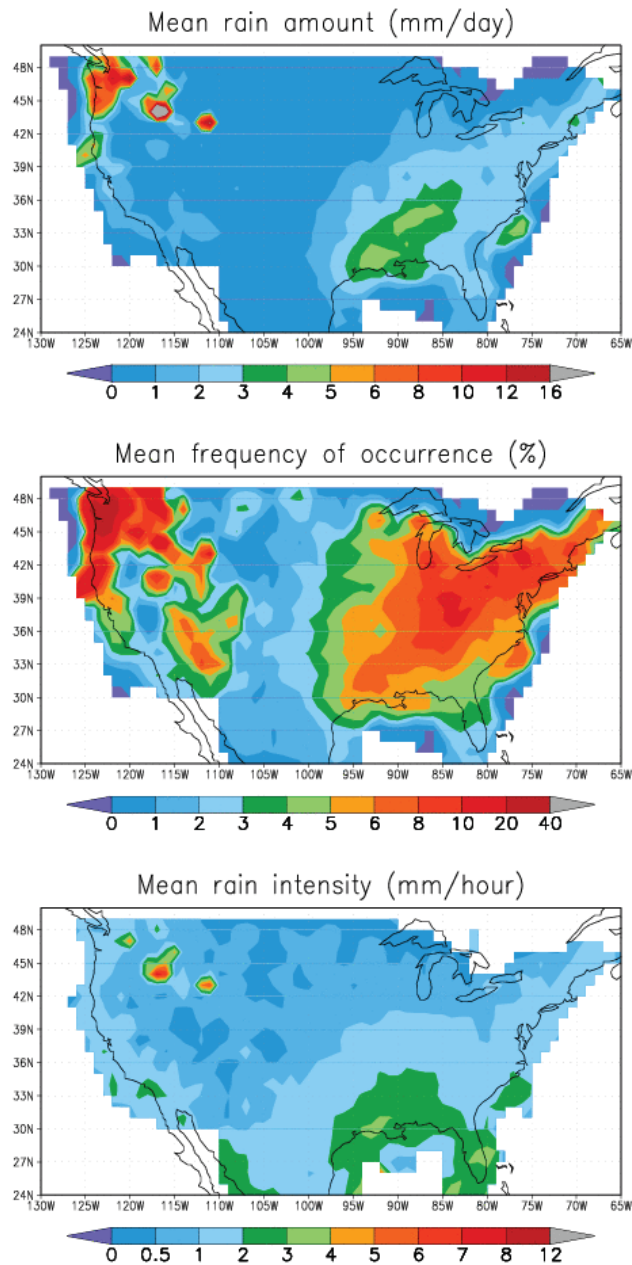 Mean rain amount (mm/day)
48N
45N
42N
39N
36N
33N
30N
27N
24N
130W 125W 120W 115W 110W 105W 100W 95W 90W 85W 80W 75W 70W 65W
0 1 2 3 4 5 6 8 10 12 16
Mean frequency of occurrence (%)
48N
45N
42N
39N
36N
33N
30N
27N
24N
130W 125W 120W 115W 110W 105W 100W 95W 90W 85W 80W 75W 70W 65W
0 1 2 3 4 5 6 8 10 20 40
Mean rain intensity (mm/hour)
48N
45N
42N
39N
36N
33N
30N
27N
24N
130W 125W 120W 115W 110W 105W 100W 95W 90W 85W 80W 75W 70W 65W
0 0.5 1 2 3 4 5 6 7 8 12